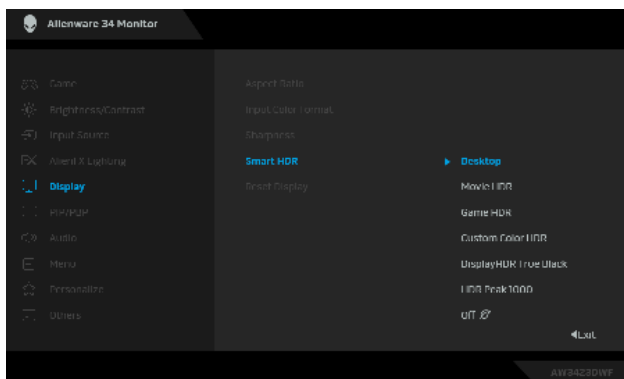 Alienware 34 Monitor
Game
Brightness/Contrast
Input Source
AlienFX Lighting
Display
PIP/PBP
Audio
Menu
Personalize
Others
Aspect Ratio
Input Color Format
Sharpness
Smart HDR
Reset Display
Desktop
Movie HDR
Game HDR
Custom Color HDR
DisplayHDR True Black
HDR Peak 1000
Off
Exit
AW3423DWF